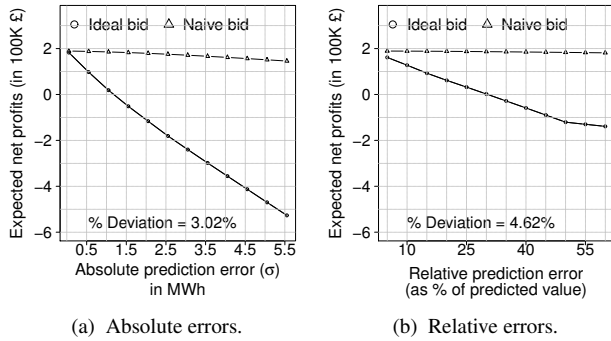 Expected net profits (in 100K £)
○ Ideal bid △ Naive bid
2
0
−2
−4
−6
% Deviation = 3.02%
0.5 1.5 2.5 3.5 4.5 5.5
Absolute prediction error (σ)
in MWh
(a) Absolute errors.
Expected net profits (in 100K £)
○ Ideal bid △ Naive bid
2
0
−2
−4
−6
% Deviation = 4.62%
10 25 40 55
Relative prediction error
(as % of predicted value)
(b) Relative errors.